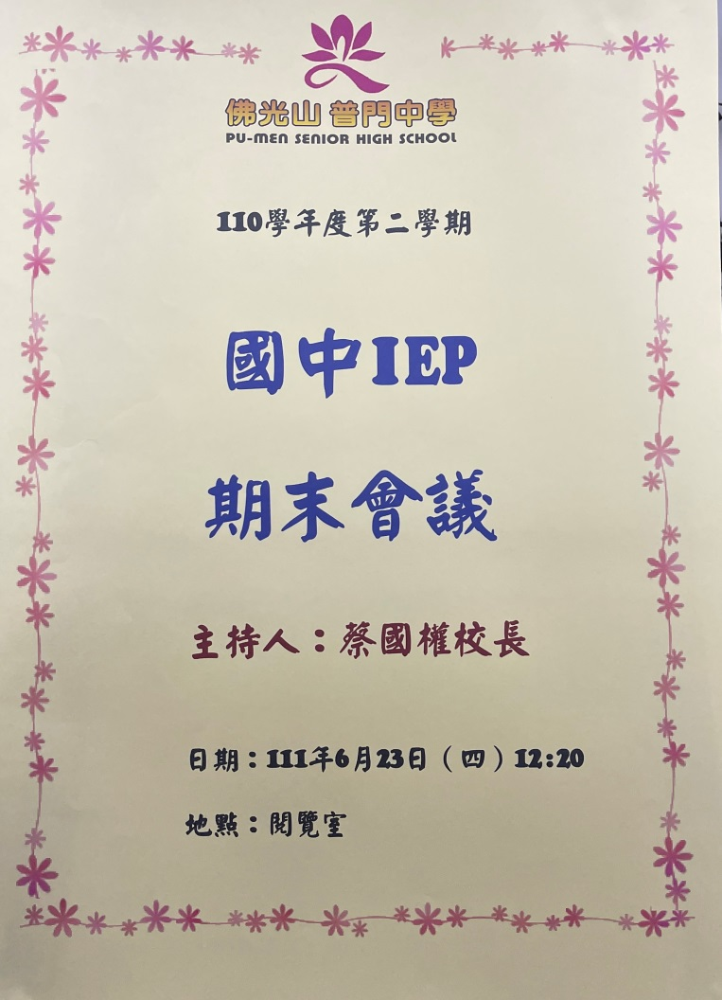 佛光山 普門中學
PU-MEN SENIOR HIGH SCHOOL
110學年度第二學期
國中IEP
期末會議
主持人：蔡國權校長
日期：111年6月23日（四）12:20
地點：閱覽室